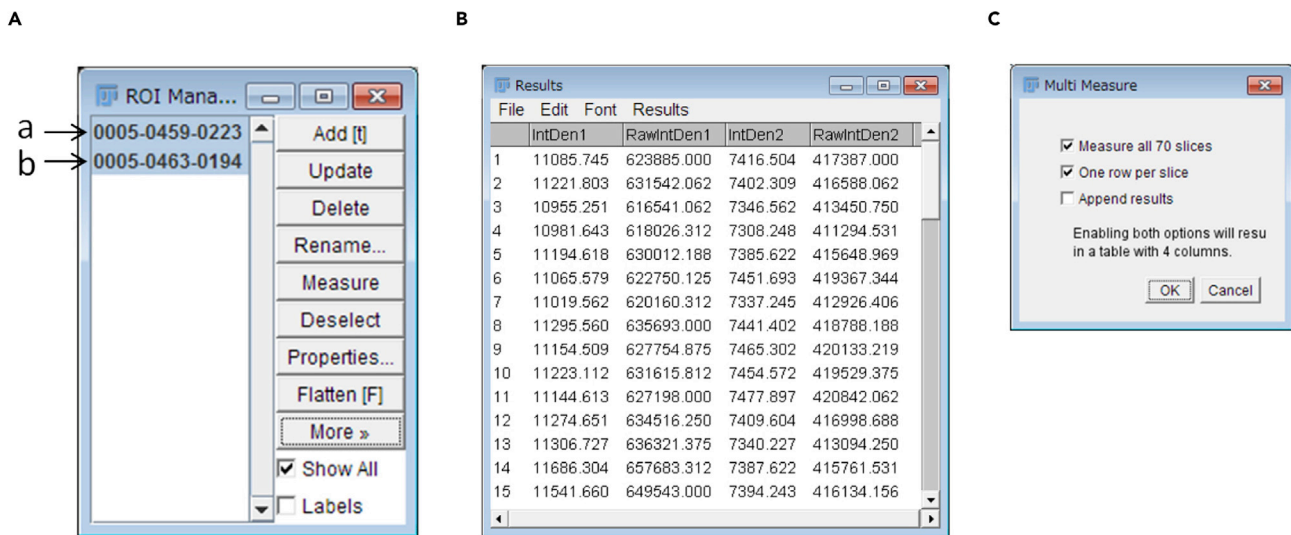 A
B
C
ROI Mana...
a
b
0005-0459-0223
0005-0463-0194
Add [t]
Update
Delete
Rename...
Measure
Deselect
Properties...
Flatten [F]
More »
Show All
Labels
Results
File Edit Font Results
IntDen1 RawIntDen1 IntDen2 RawIntDen2
1 11085.745 623885.000 7416.504 417387.000
2 11221.803 631542.062 7402.309 416588.062
3 10955.251 616541.062 7346.562 413450.750
4 10981.643 618026.312 7308.248 411294.531
5 11194.618 630012.188 7385.622 415648.969
6 11065.579 622750.125 7451.693 419367.344
7 11019.562 620160.312 7337.245 412926.406
8 11295.560 635693.000 7441.402 418788.188
9 11154.509 627754.875 7465.302 420133.219
10 11223.112 631615.812 7454.572 419529.375
11 11144.613 627198.000 7477.897 420842.062
12 11274.651 634516.250 7409.604 416998.688
13 11306.727 636321.375 7340.227 413094.250
14 11686.304 657683.312 7387.622 415761.531
15 11541.660 649543.000 7394.243 416134.156
Multi Measure
Measure all 70 slices
One row per slice
Append results
Enabling both options will resu
in a table with 4 columns.
OK Cancel